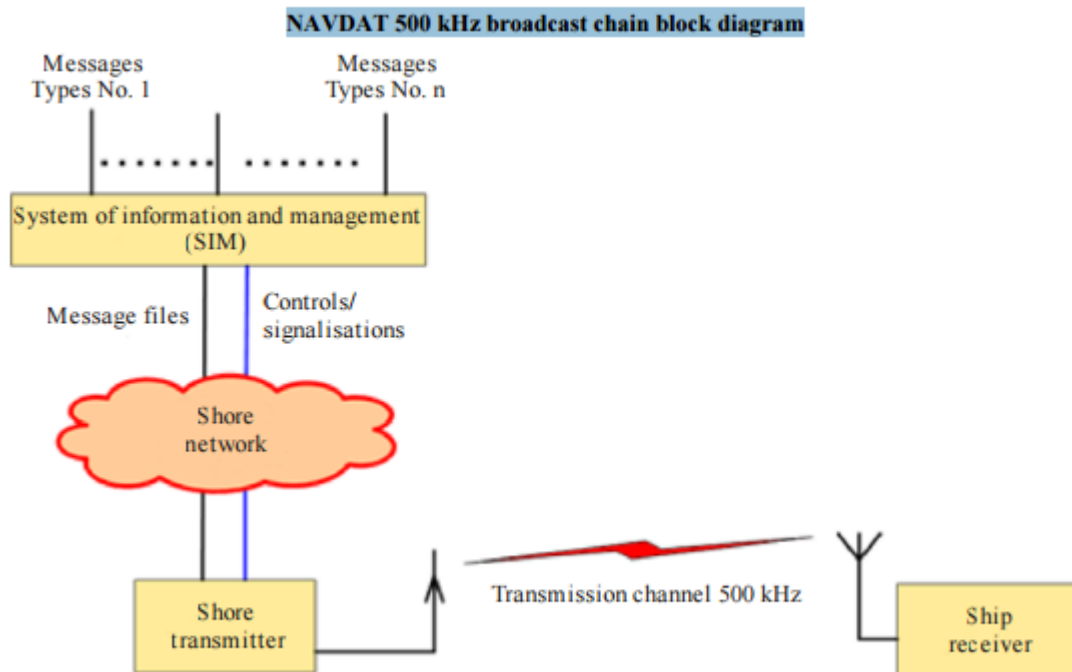 NAVDAT 500 kHz broadcast chain block diagram
Messages
Types No. 1
Messages
Types No. n
System of information and management
(SIM)
Message files
Controls/
signalisations
Shore
network
Shore
transmitter
Transmission channel 500 kHz
Ship
receiver